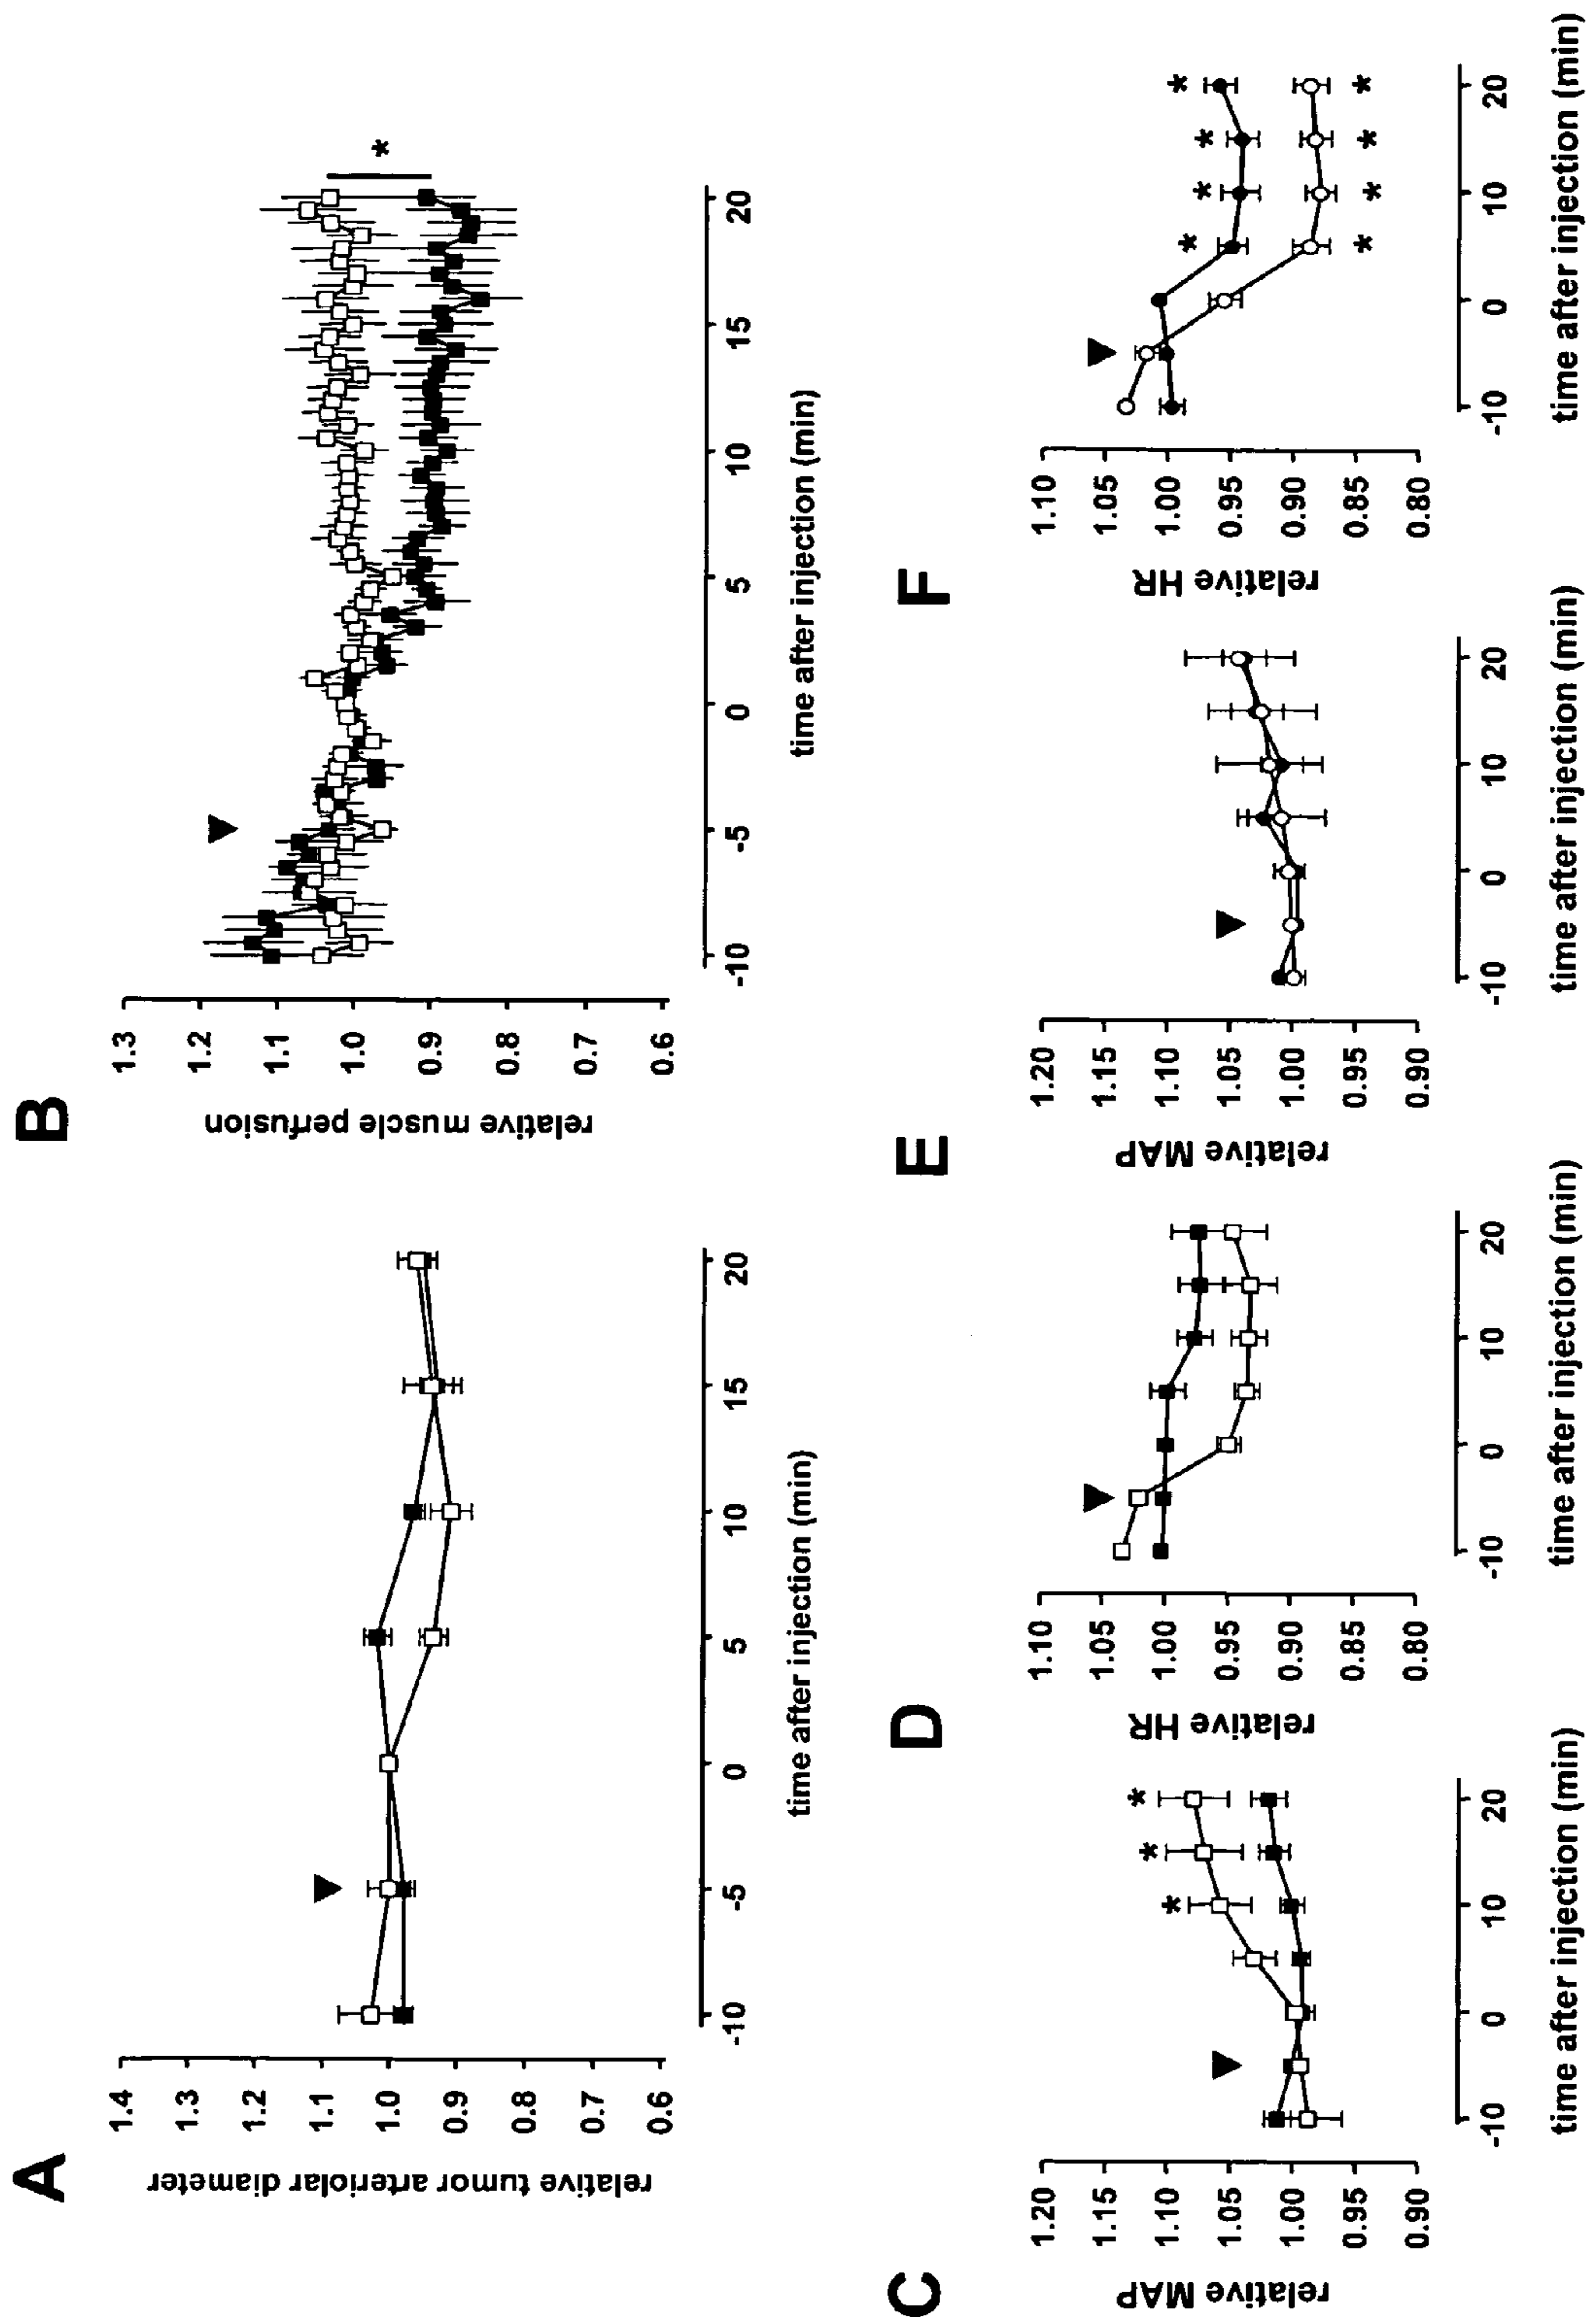 A
relative tumor arteriolar diameter
1.4
1.3
1.2
1.1
1.0
0.9
0.8
0.7
0.6
-10 -5 0 5 10 15 20
time after injection (min)
B
relative muscle perfusion
1.3
1.2
1.1
1.0
0.9
0.8
0.7
0.6
*
-10 -5 0 5 10 15 20
time after injection (min)
C
relative MAP
1.20
1.15
1.10
1.05
1.00
0.95
0.90
* * *
-10 0 10 20
time after injection (min)
D
relative HR
1.10
1.05
1.00
0.95
0.90
0.85
0.80
-10 0 10 20
time after injection (min)
E
relative MAP
1.20
1.15
1.10
1.05
1.00
0.95
0.90
-10 0 10 20
time after injection (min)
F
relative HR
1.10
1.05
1.00
0.95
0.90
0.85
0.80
* * * *
* * * *
-10 0 10 20
time after injection (min)